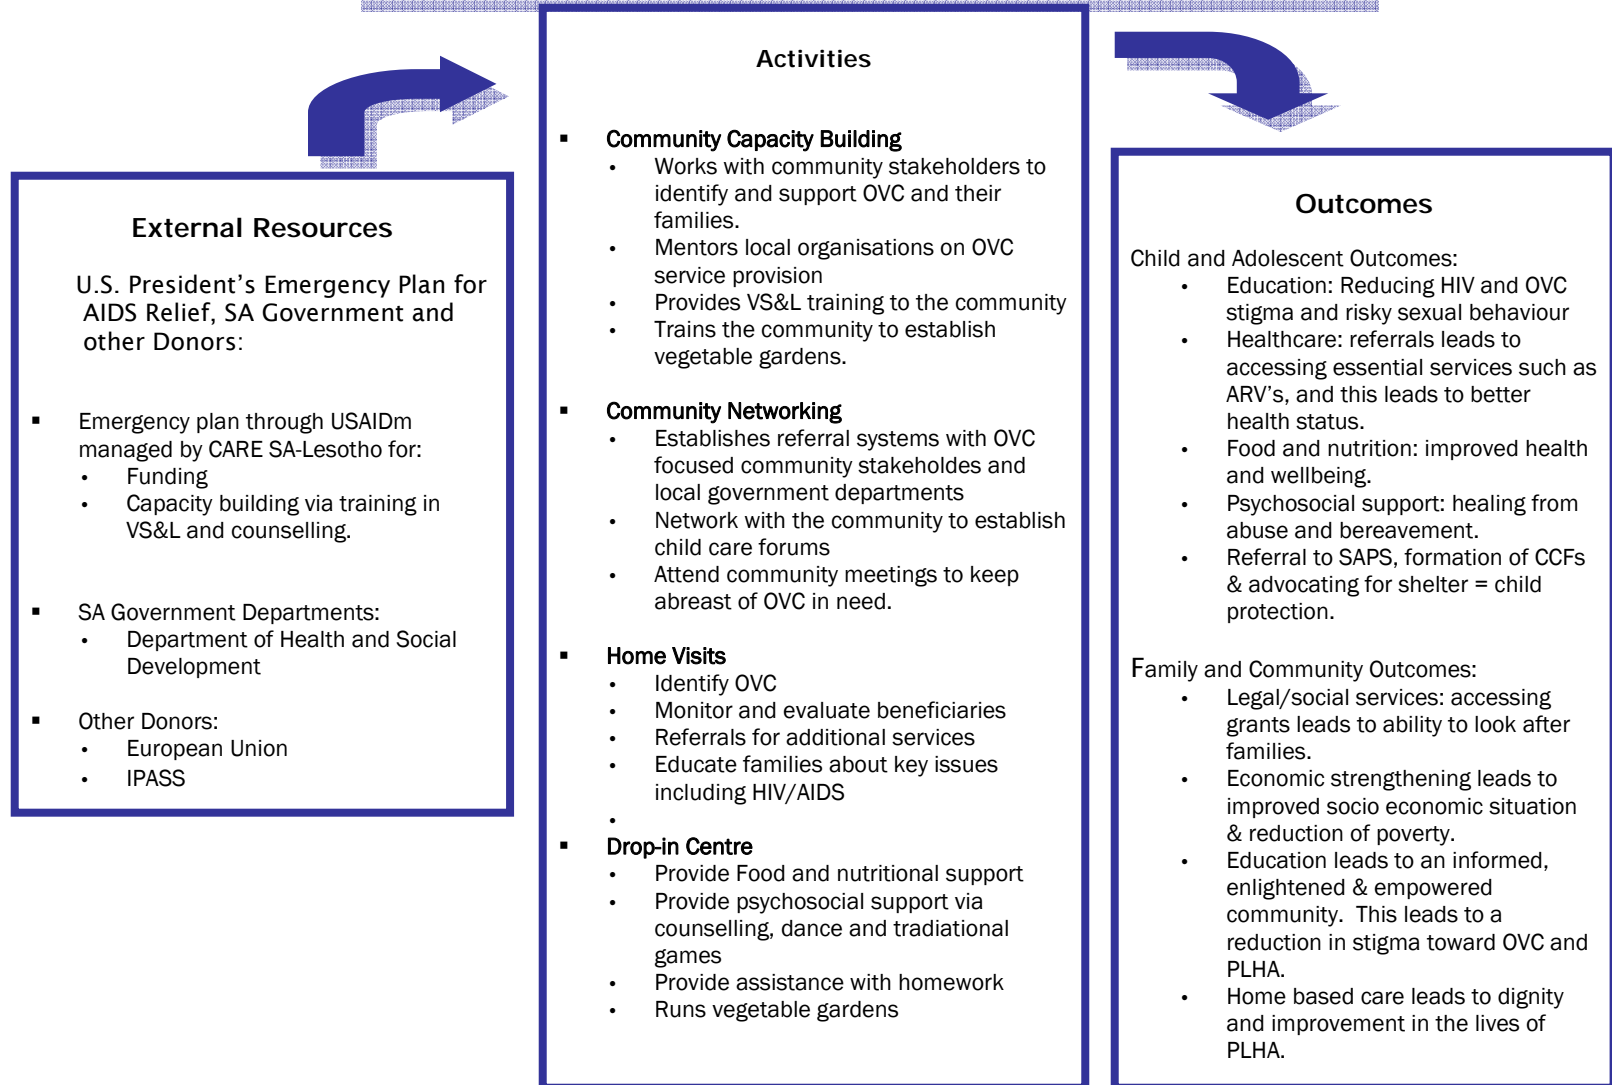 External Resources
U.S. President's Emergency Plan for
AIDS Relief, SA Government and
other Donors:
▪ Emergency plan through USAIDm
managed by CARE SA-Lesotho for:
• Funding
• Capacity building via training in
VS&L and counselling.
▪ SA Government Departments:
• Department of Health and Social
Development
▪ Other Donors:
• European Union
• IPASS
Activities
▪ Community Capacity Building
• Works with community stakeholders to
identify and support OVC and their
families.
• Mentors local organisations on OVC
service provision
• Provides VS&L training to the community
• Trains the community to establish
vegetable gardens.
▪ Community Networking
• Establishes referral systems with OVC
focused community stakeholdes and
local government departments
• Network with the community to establish
child care forums
• Attend community meetings to keep
abreast of OVC in need.
▪ Home Visits
• Identify OVC
• Monitor and evaluate beneficiaries
• Referrals for additional services
• Educate families about key issues
including HIV/AIDS
•
▪ Drop-in Centre
• Provide Food and nutritional support
• Provide psychosocial support via
counselling, dance and tradiational
games
• Provide assistance with homework
• Runs vegetable gardens
Outcomes
Child and Adolescent Outcomes:
• Education: Reducing HIV and OVC
stigma and risky sexual behaviour
• Healthcare: referrals leads to
accessing essential services such as
ARV's, and this leads to better
health status.
• Food and nutrition: improved health
and wellbeing.
• Psychosocial support: healing from
abuse and bereavement.
• Referral to SAPS, formation of CCFs
& advocating for shelter = child
protection.
Family and Community Outcomes:
• Legal/social services: accessing
grants leads to ability to look after
families.
• Economic strengthening leads to
improved socio economic situation
& reduction of poverty.
• Education leads to an informed,
enlightened & empowered
community. This leads to a
reduction in stigma toward OVC and
PLHA.
• Home based care leads to dignity
and improvement in the lives of
PLHA.